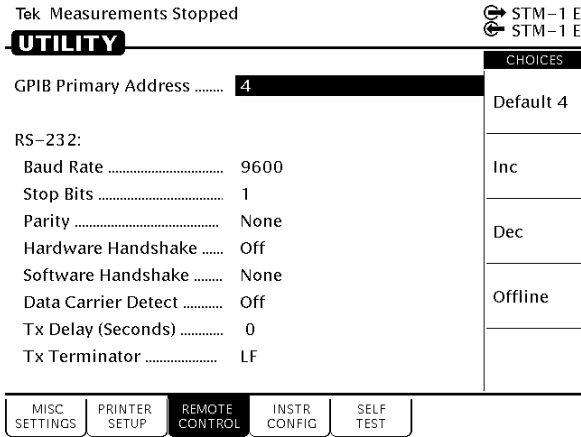 Tek Measurements Stopped
STM-1 E
STM-1 E
UTILITY
CHOICES
GPIB Primary Address ........ 4
Default 4
RS-232:
Baud Rate ................................ 9600
Inc
Stop Bits .................................. 1
Parity ........................................ None
Dec
Hardware Handshake ...... Off
Software Handshake ........ None
Data Carrier Detect ........... Off
Offline
Tx Delay (Seconds) ............ 0
Tx Terminator .................... LF
MISC SETTINGS
PRINTER SETUP
REMOTE CONTROL
INSTR CONFIG
SELF TEST